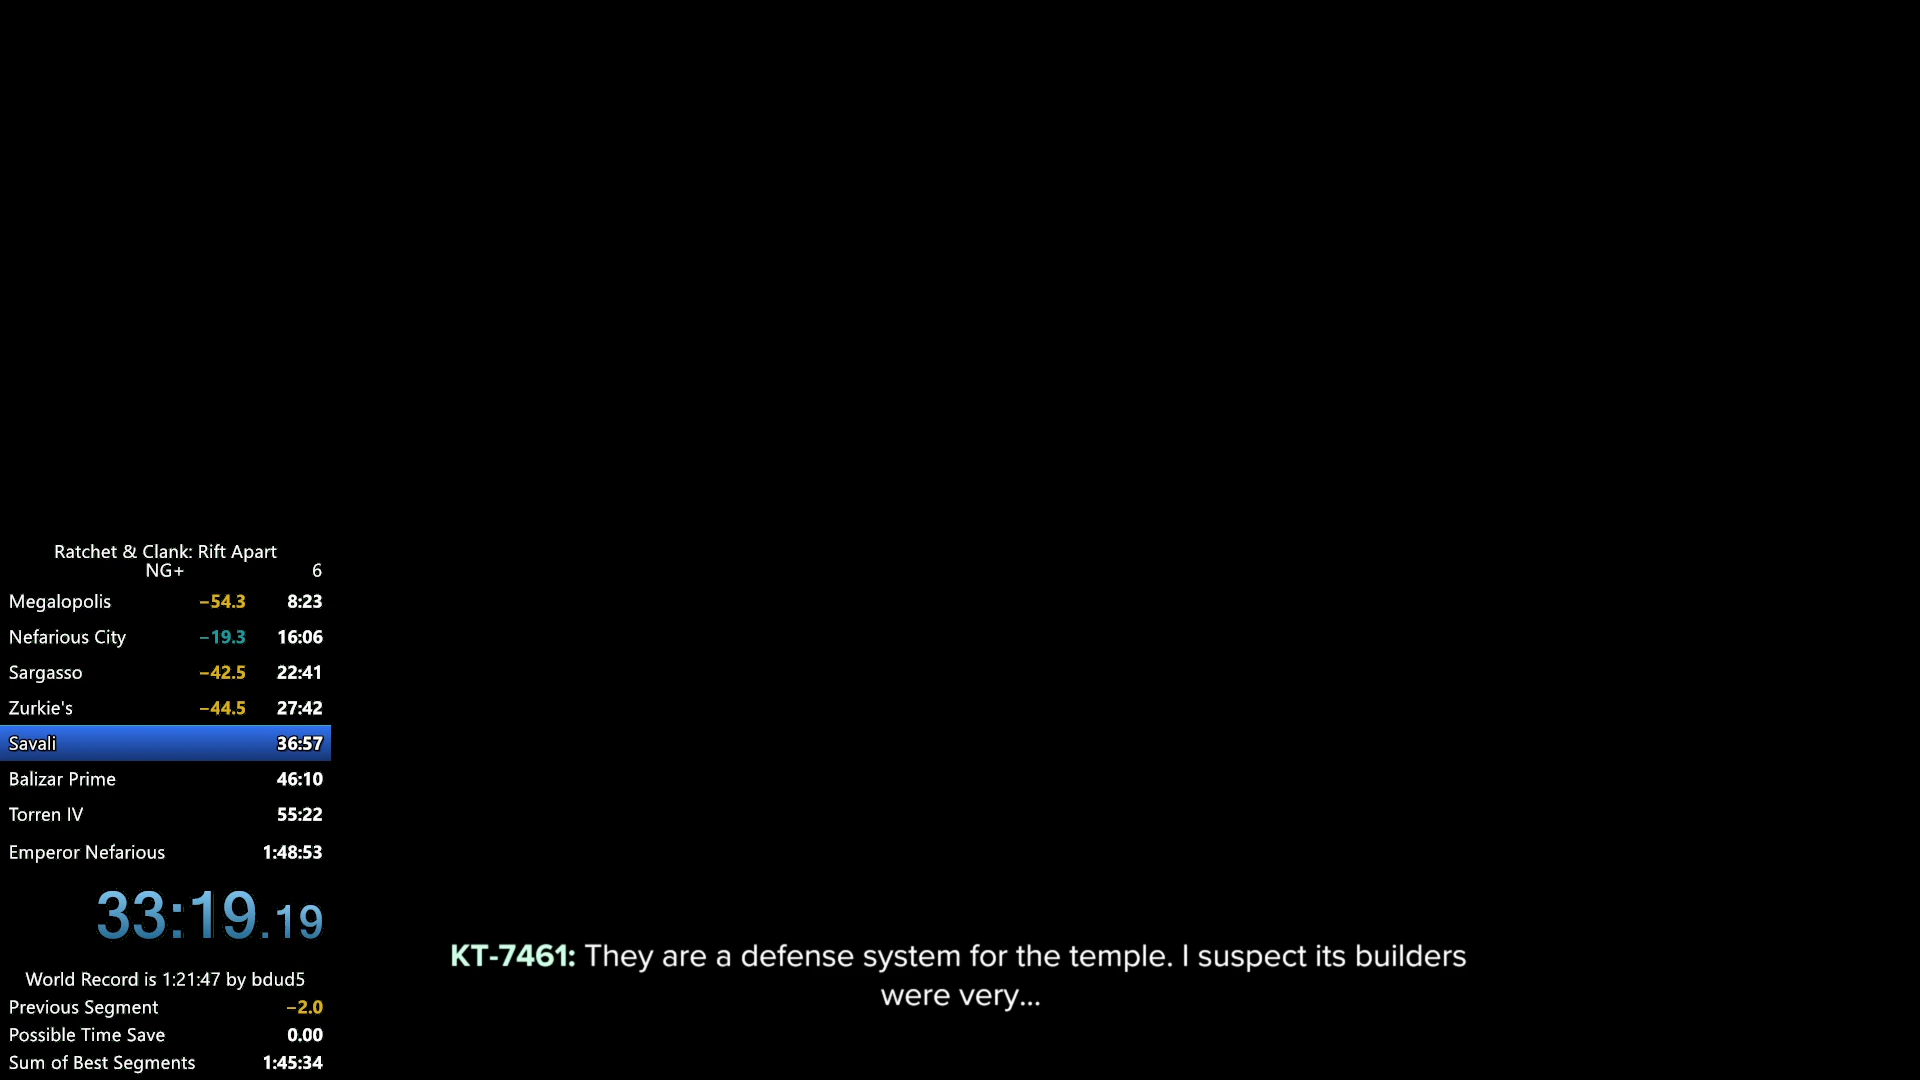 Ratchet & Clank: Rift Apart
NG+ 6
Megalopolis −54.3 8:23
Nefarious City −19.3 16:06
Sargasso −42.5 22:41
Zurkie's −44.5 27:42
Savali 36:57
Balizar Prime 46:10
Torren IV 55:22
Emperor Nefarious 1:48:53
33:19.19
World Record is 1:21:47 by bdud5
Previous Segment −2.0
Possible Time Save 0.00
Sum of Best Segments 1:45:34
KT-7461: They are a defense system for the temple. I suspect its builders
were very...